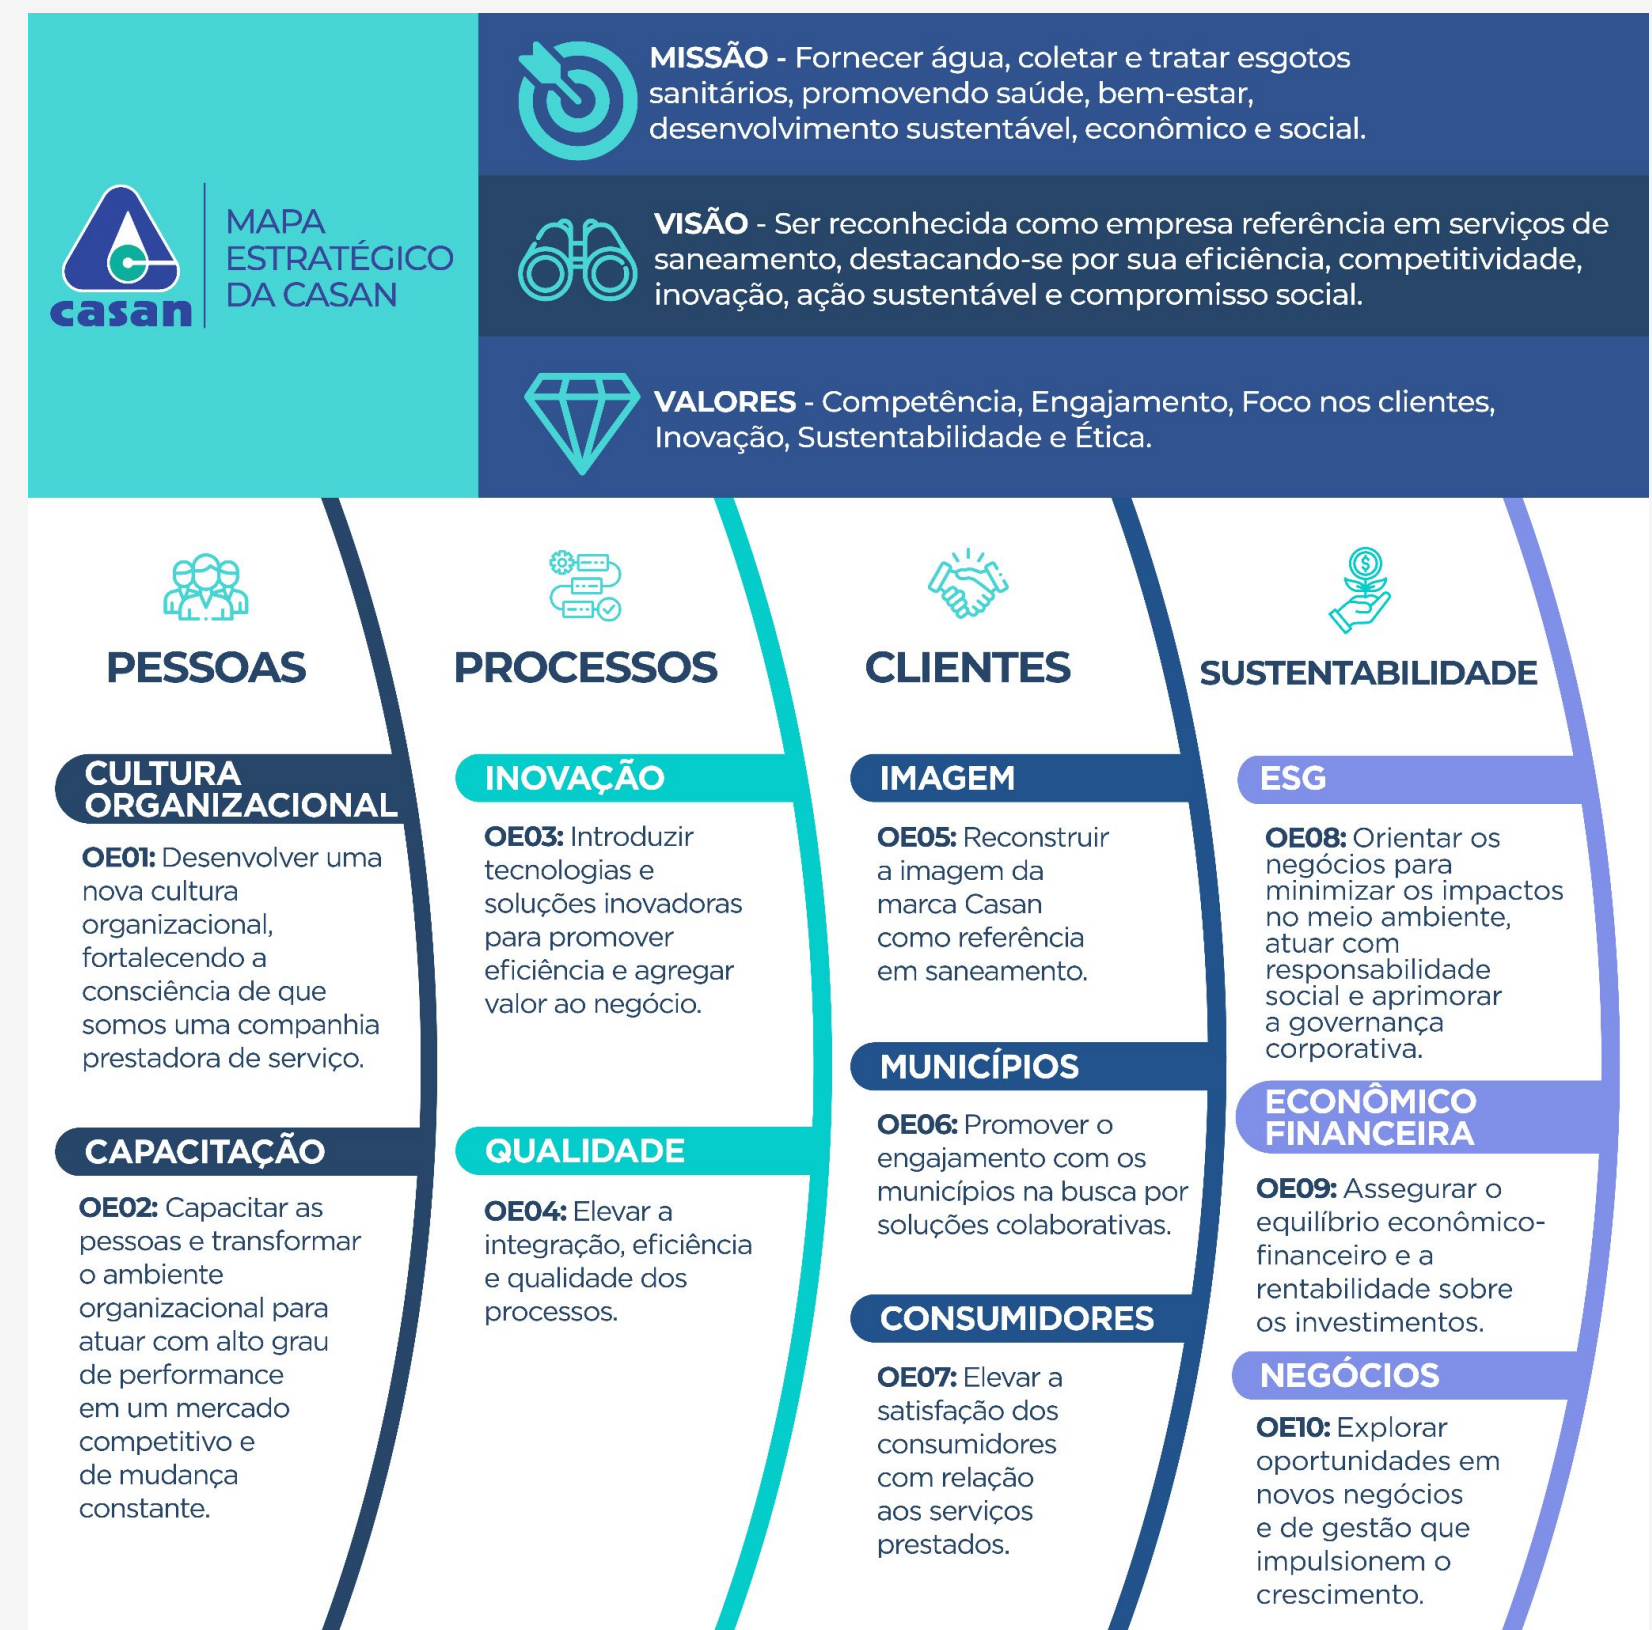 casan
MAPA
ESTRATÉGICO
DA CASAN
MISSÃO - Fornecer água, coletar e tratar esgotos
sanitários, promovendo saúde, bem-estar,
desenvolvimento sustentável, econômico e social.
VISÃO - Ser reconhecida como empresa referência em serviços de
saneamento, destacando-se por sua eficiência, competitividade,
inovação, ação sustentável e compromisso social.
VALORES - Competência, Engajamento, Foco nos clientes,
Inovação, Sustentabilidade e Ética.
PESSOAS
CULTURA
ORGANIZACIONAL
OE01: Desenvolver uma
nova cultura
organizacional,
fortalecendo a
consciência de que
somos uma companhia
prestadora de serviço.
CAPACITAÇÃO
OE02: Capacitar as
pessoas e transformar
o ambiente
organizacional para
atuar com alto grau
de performance
em um mercado
competitivo e
de mudança
constante.
PROCESSOS
INOVAÇÃO
OE03: Introduzir
tecnologias e
soluções inovadoras
para promover
eficiência e agregar
valor ao negócio.
QUALIDADE
OE04: Elevar a
integração, eficiência
e qualidade dos
processos.
CLIENTES
IMAGEM
OE05: Reconstruir
a imagem da
marca Casan
como referência
em saneamento.
MUNICÍPIOS
OE06: Promover o
engajamento com os
municípios na busca por
soluções colaborativas.
CONSUMIDORES
OE07: Elevar a
satisfação dos
consumidores
com relação
aos serviços
prestados.
$
SUSTENTABILIDADE
ESG
OE08: Orientar os
negócios para
minimizar os impactos
no meio ambiente,
atuar com
responsabilidade
social e aprimorar
a governança
corporativa.
ECONÔMICO
FINANCEIRA
OE09: Assegurar o
equilíbrio econômico-
financeiro e a
rentabilidade sobre
os investimentos.
NEGÓCIOS
OE10: Explorar
oportunidades em
novos negócios
e de gestão que
impulsionem o
crescimento.